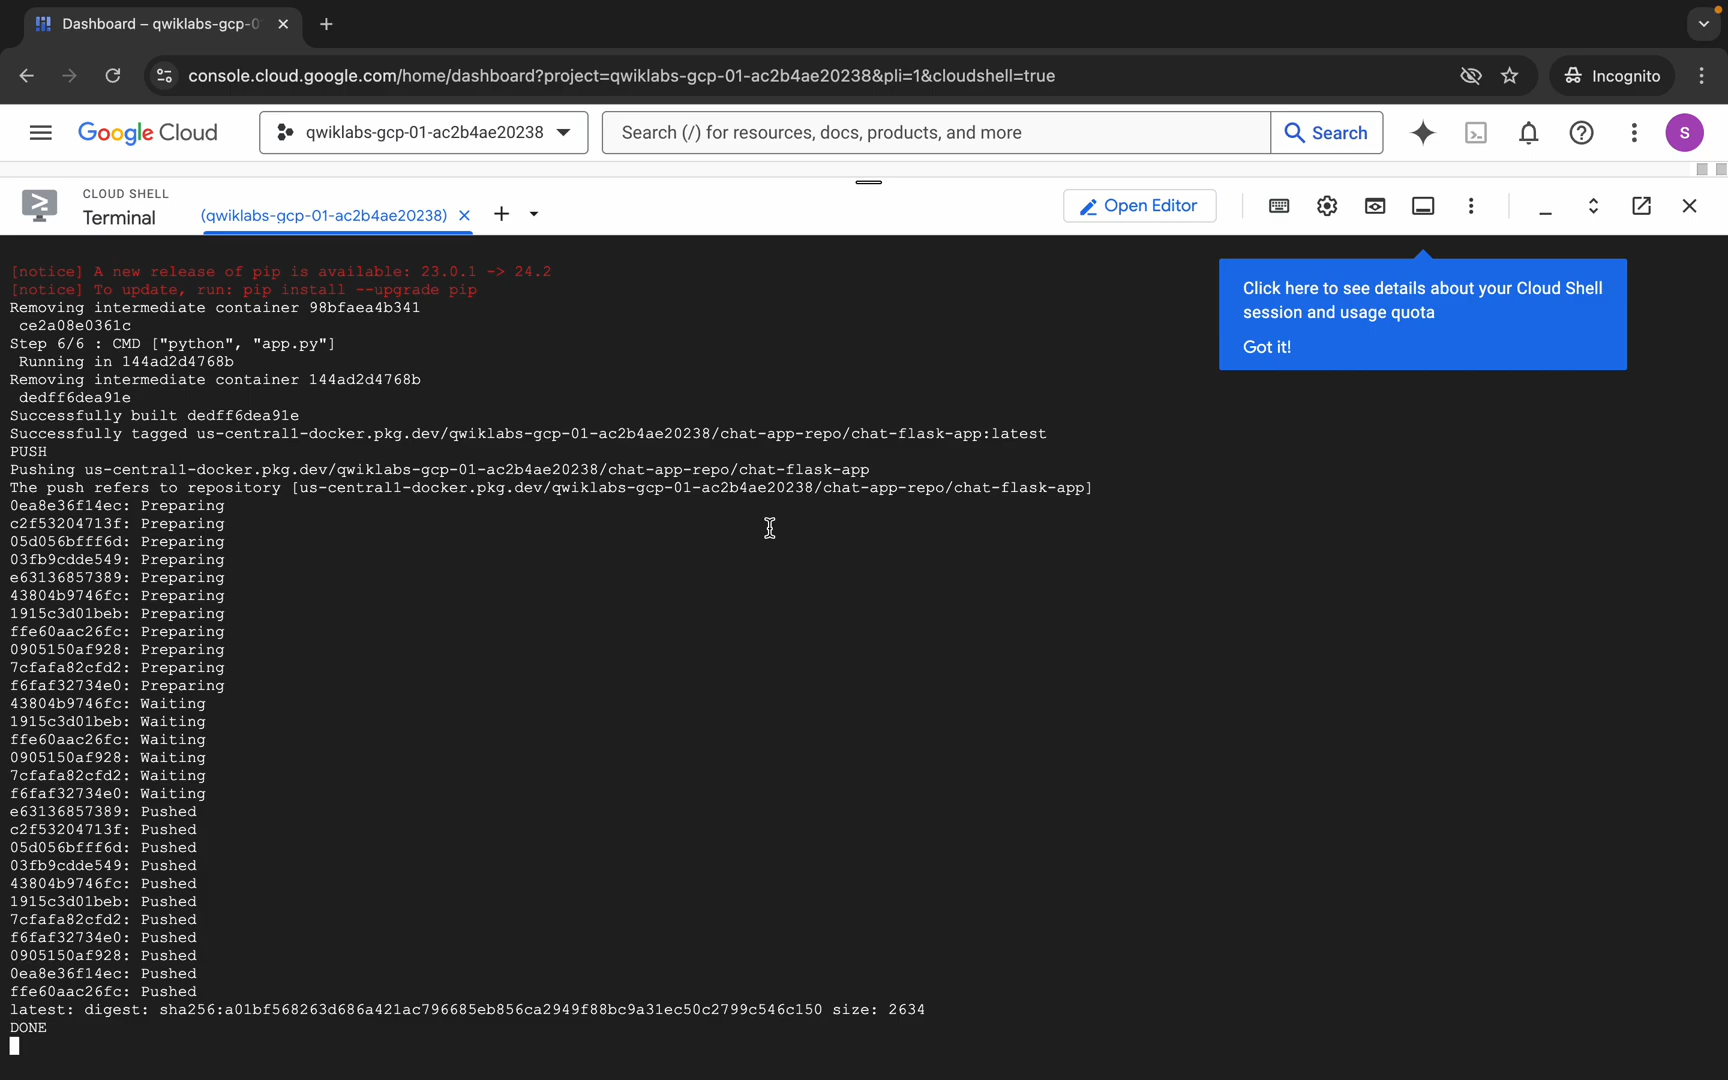 Dashboard – qwiklabs-gcp-0
console.cloud.google.com/home/dashboard?project=qwiklabs-gcp-01-ac2b4ae20238&pli=1&cloudshell=true
Incognito
Google Cloud
qwiklabs-gcp-01-ac2b4ae20238
Search (/) for resources, docs, products, and more
Search
S
CLOUD SHELL
Terminal
(qwiklabs-gcp-01-ac2b4ae20238)
Open Editor
Click here to see details about your Cloud Shell
session and usage quota
Got it!
[notice] A new release of pip is available: 23.0.1 -> 24.2
[notice] To update, run: pip install --upgrade pip
Removing intermediate container 98bfaea4b341
ce2a08e0361c
Step 6/6 : CMD ["python", "app.py"]
Running in 144ad2d4768b
Removing intermediate container 144ad2d4768b
dedff6dea91e
Successfully built dedff6dea91e
Successfully tagged us-central1-docker.pkg.dev/qwiklabs-gcp-01-ac2b4ae20238/chat-app-repo/chat-flask-app:latest
PUSH
Pushing us-central1-docker.pkg.dev/qwiklabs-gcp-01-ac2b4ae20238/chat-app-repo/chat-flask-app
The push refers to repository [us-central1-docker.pkg.dev/qwiklabs-gcp-01-ac2b4ae20238/chat-app-repo/chat-flask-app]
0ea8e36f14ec: Preparing
c2f53204713f: Preparing
05d056bfff6d: Preparing
03fb9cdde549: Preparing
e63136857389: Preparing
43804b9746fc: Preparing
1915c3d01beb: Preparing
ffe60aac26fc: Preparing
0905150af928: Preparing
7cfafa82cfd2: Preparing
f6faf32734e0: Preparing
43804b9746fc: Waiting
1915c3d01beb: Waiting
ffe60aac26fc: Waiting
0905150af928: Waiting
7cfafa82cfd2: Waiting
f6faf32734e0: Waiting
e63136857389: Pushed
c2f53204713f: Pushed
05d056bfff6d: Pushed
03fb9cdde549: Pushed
43804b9746fc: Pushed
1915c3d01beb: Pushed
7cfafa82cfd2: Pushed
f6faf32734e0: Pushed
0905150af928: Pushed
0ea8e36f14ec: Pushed
ffe60aac26fc: Pushed
latest: digest: sha256:a01bf568263d686a421ac796685eb856ca2949f88bc9a31ec50c2799c546c150 size: 2634
DONE